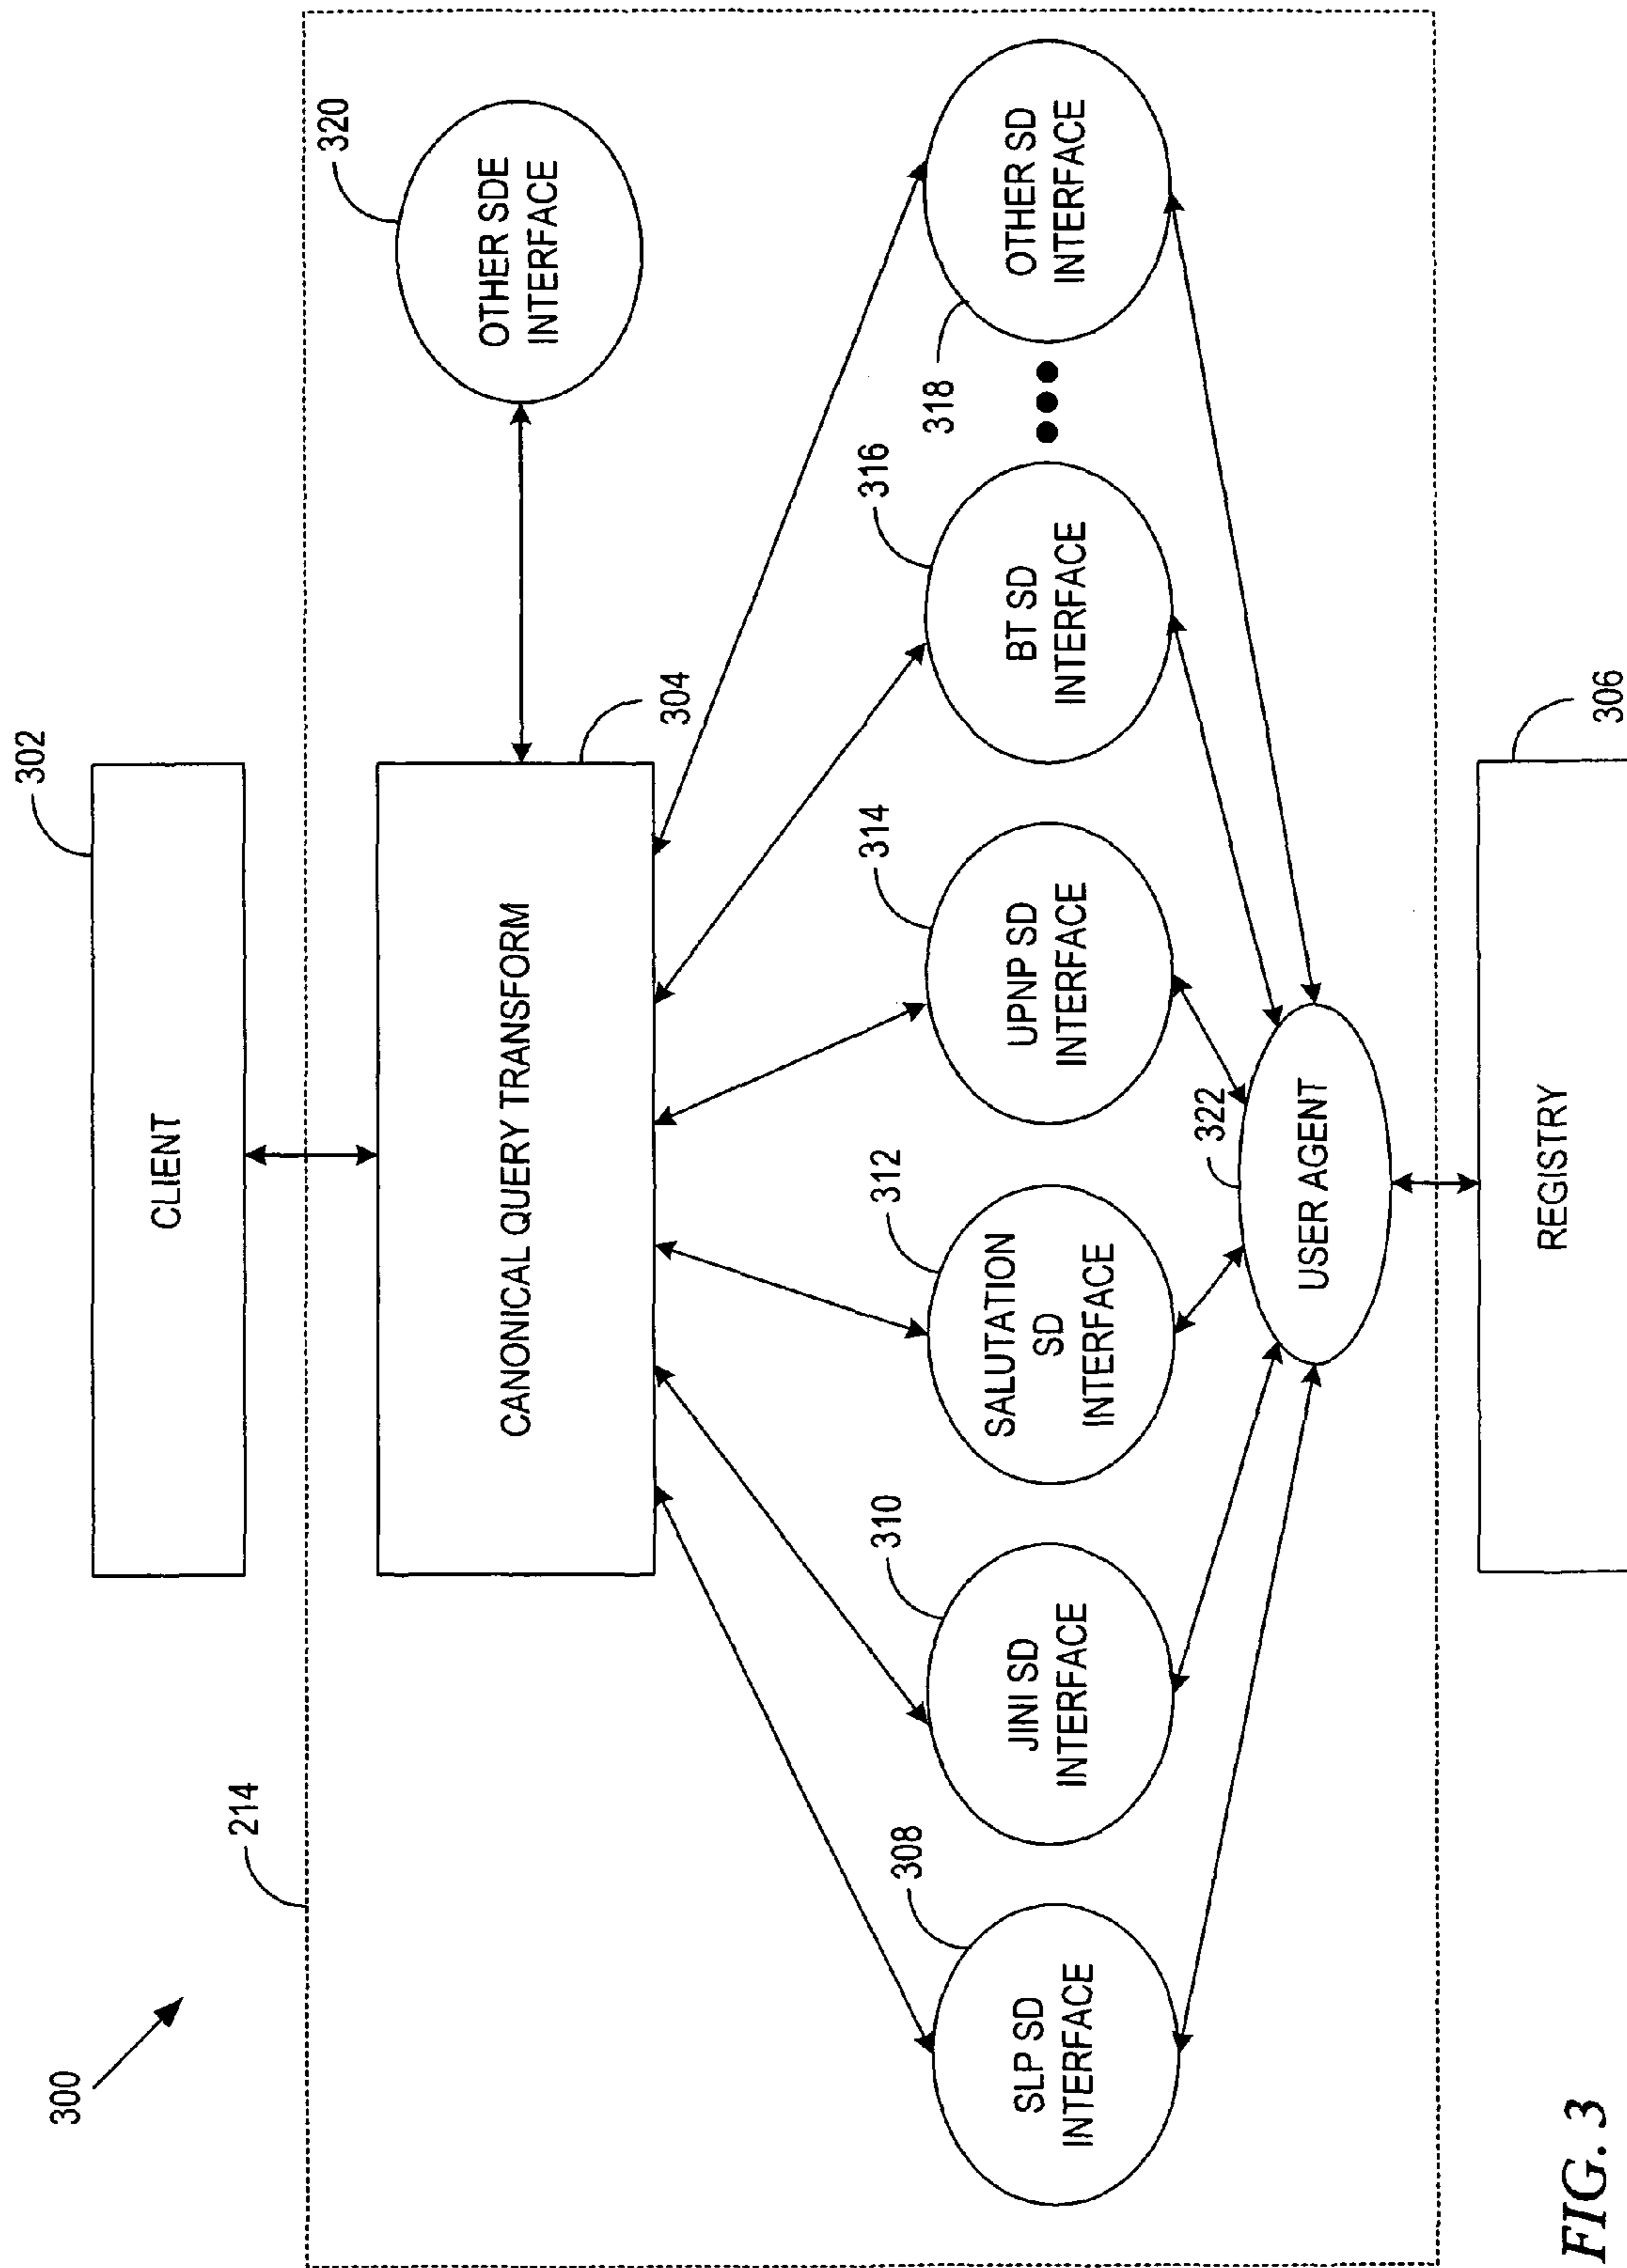 300
302
CLIENT
214
304
CANONICAL QUERY TRANSFORM
320
OTHER SDE
INTERFACE
308
SLP SD
INTERFACE
310
JINI SD
INTERFACE
312
SALUTATION
SD
INTERFACE
314
UPNP SD
INTERFACE
316
BT SD
INTERFACE
318
OTHER SD
INTERFACE
322
USER AGENT
306
REGISTRY
FIG. 3